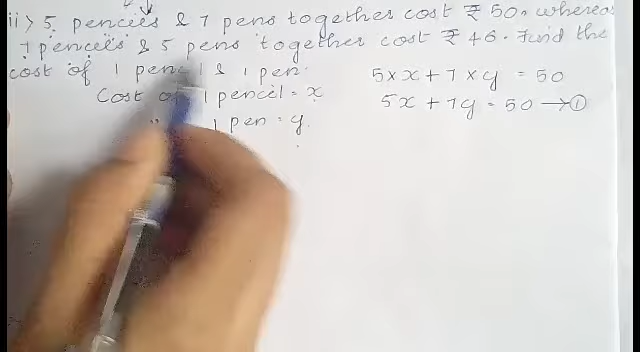 ii> 5 pencils & 7 pens together cost ₹ 50, whereas
7 pencils & 5 pens together cost ₹ 46. Find the
cost of 1 pencil & 1 pen.
5 × x + 7 × y = 50
Cost of 1 pencil = x
5x + 7y = 50 → ①
1 pen = y.